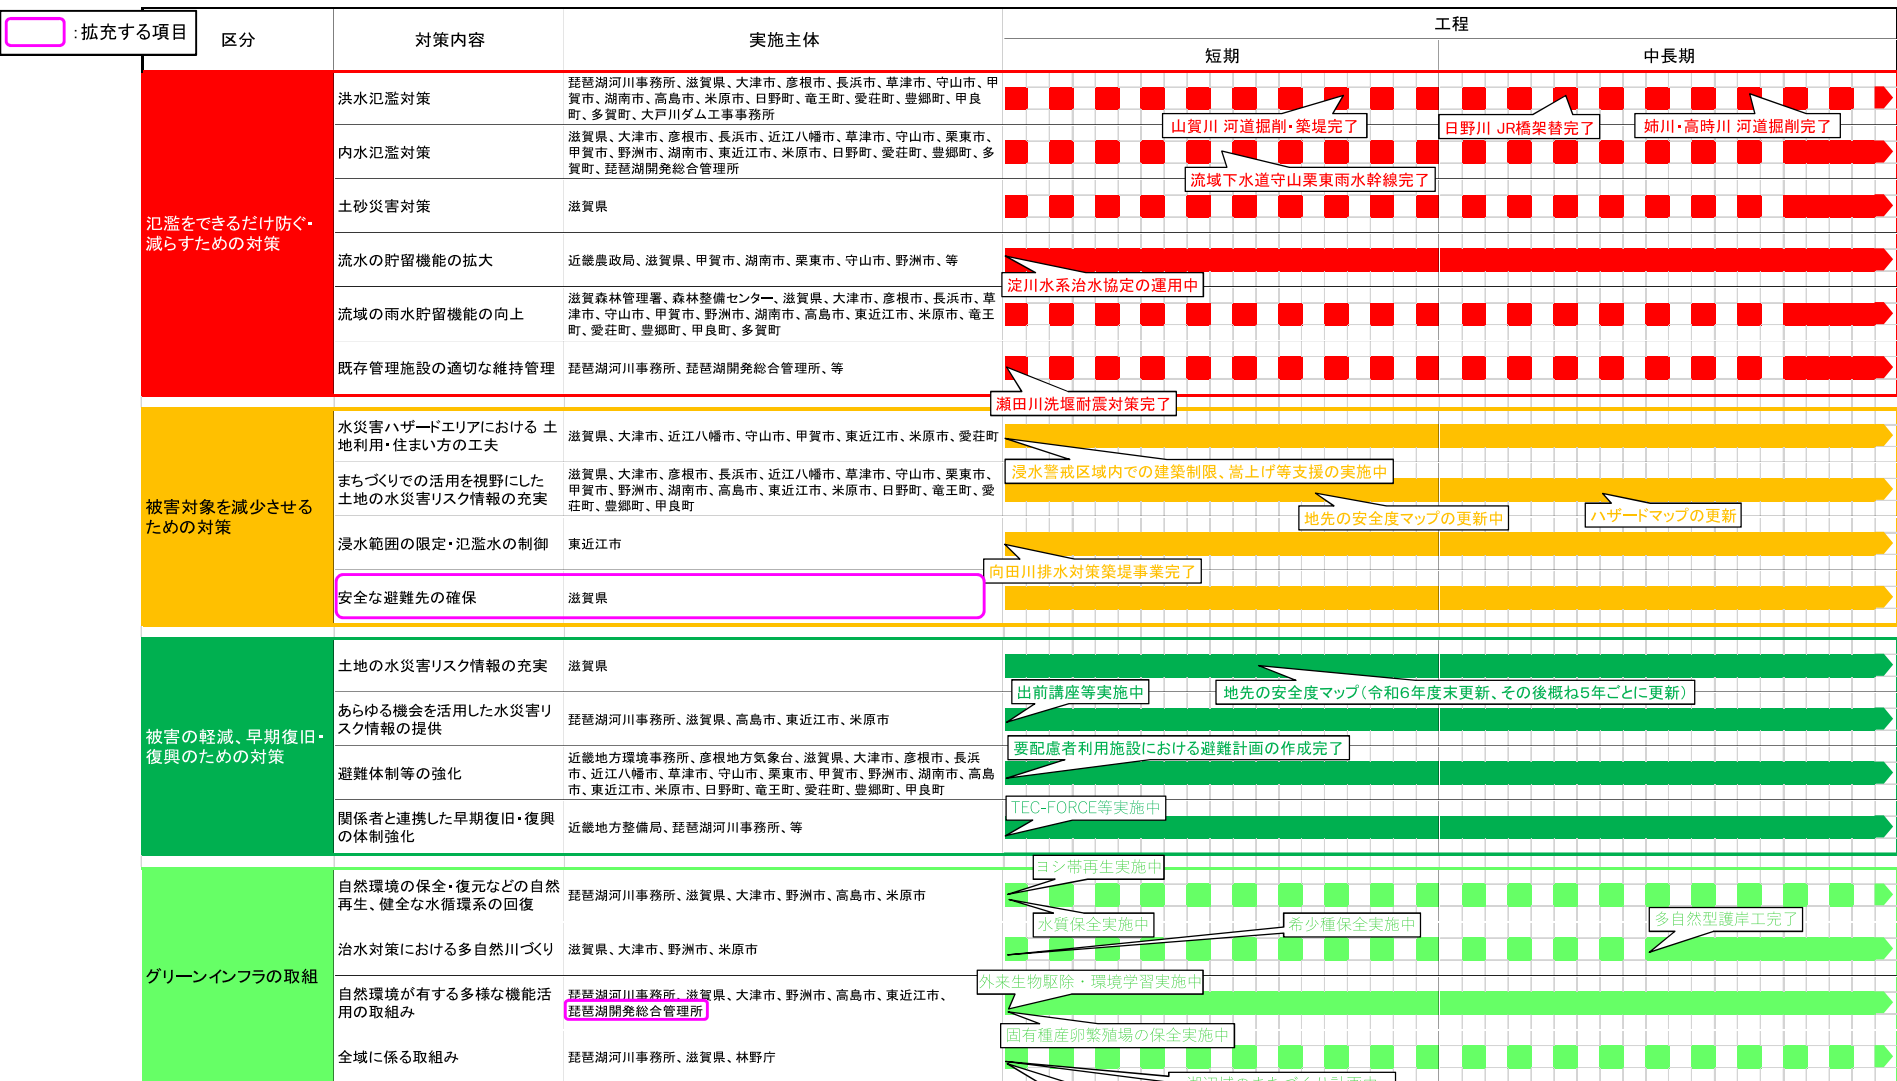 :拡充する項目
区分
対策内容
実施主体
工程
短期
中長期
氾濫をできるだけ防ぐ・
減らすための対策
洪水氾濫対策
琵琶湖河川事務所、滋賀県、大津市、彦根市、長浜市、草津市、守山市、甲
賀市、湖南市、高島市、米原市、日野町、竜王町、愛荘町、豊郷町、甲良
町、多賀町、大戸川ダム工事事務所
山賀川 河道掘削・築堤完了
日野川 JR橋架替完了
姉川・高時川 河道掘削完了
内水氾濫対策
滋賀県、大津市、彦根市、長浜市、近江八幡市、草津市、守山市、栗東市、
甲賀市、野洲市、湖南市、東近江市、米原市、日野町、愛荘町、豊郷町、多
賀町、琵琶湖開発総合管理所
流域下水道守山栗東雨水幹線完了
土砂災害対策
滋賀県
流水の貯留機能の拡大
近畿農政局、滋賀県、甲賀市、湖南市、栗東市、守山市、野洲市、等
淀川水系治水協定の運用中
流域の雨水貯留機能の向上
滋賀森林管理署、森林整備センター、滋賀県、大津市、彦根市、長浜市、草
津市、守山市、甲賀市、野洲市、湖南市、高島市、東近江市、米原市、竜王
町、愛荘町、豊郷町、甲良町、多賀町
既存管理施設の適切な維持管理
琵琶湖河川事務所、琵琶湖開発総合管理所、等
瀬田川洗堰耐震対策完了
被害対象を減少させる
ための対策
水災害ハザードエリアにおける 土
地利用・住まい方の工夫
滋賀県、大津市、近江八幡市、守山市、甲賀市、東近江市、米原市、愛荘町
浸水警戒区域内での建築制限、嵩上げ等支援の実施中
まちづくりでの活用を視野にした
土地の水災害リスク情報の充実
滋賀県、大津市、彦根市、長浜市、近江八幡市、草津市、守山市、栗東市、
甲賀市、野洲市、湖南市、高島市、東近江市、米原市、日野町、竜王町、愛
荘町、豊郷町、甲良町
地先の安全度マップの更新中
ハザードマップの更新
浸水範囲の限定・氾濫水の制御
東近江市
向田川排水対策築堤事業完了
安全な避難先の確保
滋賀県
被害の軽減、早期復旧・
復興のための対策
土地の水災害リスク情報の充実
滋賀県
出前講座等実施中
地先の安全度マップ(令和6年度末更新、その後概ね5年ごとに更新)
あらゆる機会を活用した水災害リ
スク情報の提供
琵琶湖河川事務所、滋賀県、高島市、東近江市、米原市
要配慮者利用施設における避難計画の作成完了
避難体制等の強化
近畿地方環境事務所、彦根地方気象台、滋賀県、大津市、彦根市、長浜
市、近江八幡市、草津市、守山市、栗東市、甲賀市、野洲市、湖南市、高島
市、東近江市、米原市、日野町、竜王町、愛荘町、豊郷町、甲良町
TEC-FORCE等実施中
関係者と連携した早期復旧・復興
の体制強化
近畿地方整備局、琵琶湖河川事務所、等
グリーンインフラの取組
ヨシ帯再生実施中
自然環境の保全・復元などの自然
再生、健全な水循環系の回復
琵琶湖河川事務所、滋賀県、大津市、野洲市、高島市、米原市
水質保全実施中
希少種保全実施中
多自然型護岸工完了
治水対策における多自然川づくり
滋賀県、大津市、野洲市、米原市
外来生物駆除・環境学習実施中
自然環境が有する多様な機能活
用の取組み
琵琶湖河川事務所、滋賀県、大津市、野洲市、高島市、東近江市、
琵琶湖開発総合管理所
固有種産卵繁殖場の保全実施中
全域に係る取組み
琵琶湖河川事務所、滋賀県、林野庁